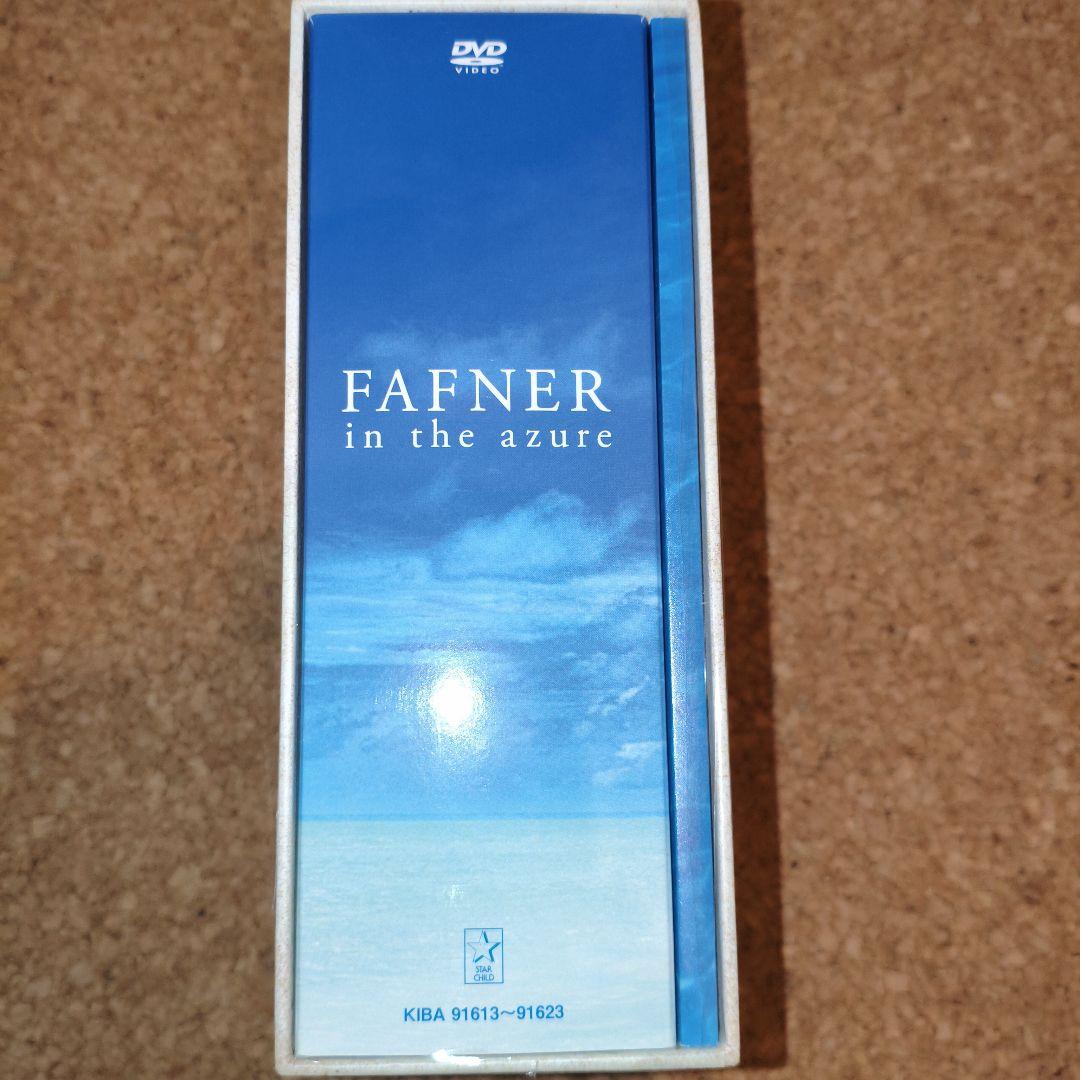 DVD
VIDEO
FAFNER
in the azure
STAR
CHILD
KIBA 91613～91623